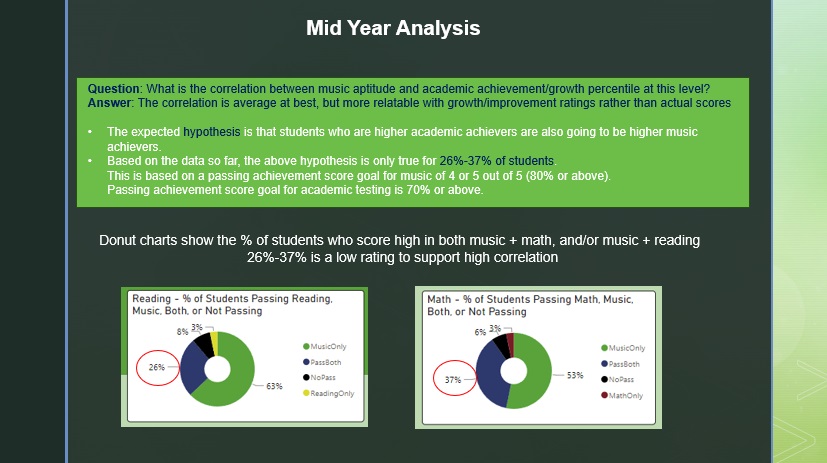 Mid Year Analysis
Question: What is the correlation between music aptitude and academic achievement/growth percentile at this level?
Answer: The correlation is average at best, but more relatable with growth/improvement ratings rather than actual scores
• The expected hypothesis is that students who are higher academic achievers are also going to be higher music
achievers.
• Based on the data so far, the above hypothesis is only true for 26%-37% of students.
This is based on a passing achievement score goal for music of 4 or 5 out of 5 (80% or above).
Passing achievement score goal for academic testing is 70% or above.
Donut charts show the % of students who score high in both music + math, and/or music + reading
26%-37% is a low rating to support high correlation
Reading - % of Students Passing Reading,
Music, Both, or Not Passing
8%
3%
26%
63%
MusicOnly
PassBoth
NoPass
ReadingOnly
Math - % of Students Passing Math, Music,
Both, or Not Passing
6%
3%
37%
53%
MusicOnly
PassBoth
NoPass
MathOnly